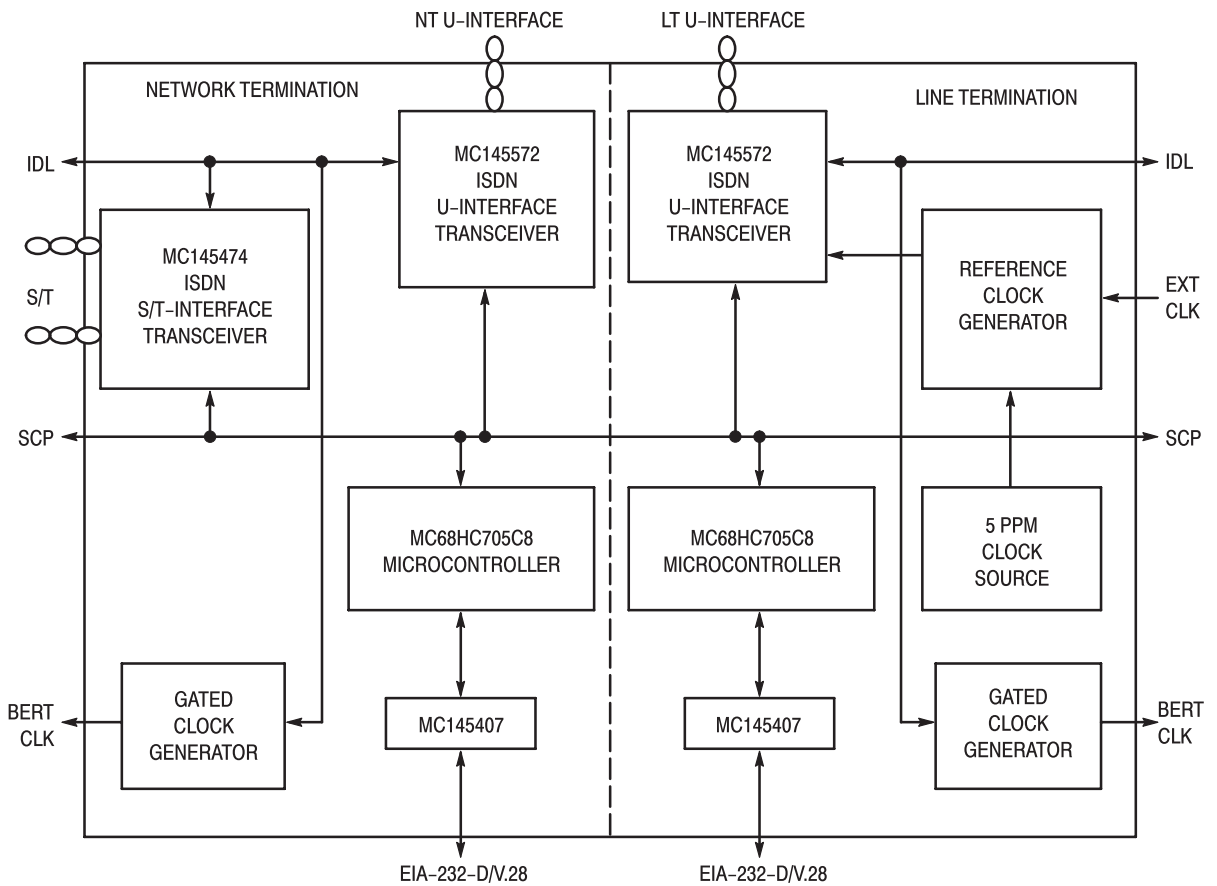 NT U–INTERFACE
LT U–INTERFACE
NETWORK TERMINATION
LINE TERMINATION
IDL
MC145572
ISDN
U–INTERFACE
TRANSCEIVER
MC145572
ISDN
U–INTERFACE
TRANSCEIVER
IDL
S/T
MC145474
ISDN
S/T–INTERFACE
TRANSCEIVER
REFERENCE
CLOCK
GENERATOR
EXT
CLK
SCP
SCP
MC68HC705C8
MICROCONTROLLER
MC68HC705C8
MICROCONTROLLER
5 PPM
CLOCK
SOURCE
BERT
CLK
GATED
CLOCK
GENERATOR
MC145407
MC145407
GATED
CLOCK
GENERATOR
BERT
CLK
EIA–232–D/V.28
EIA–232–D/V.28